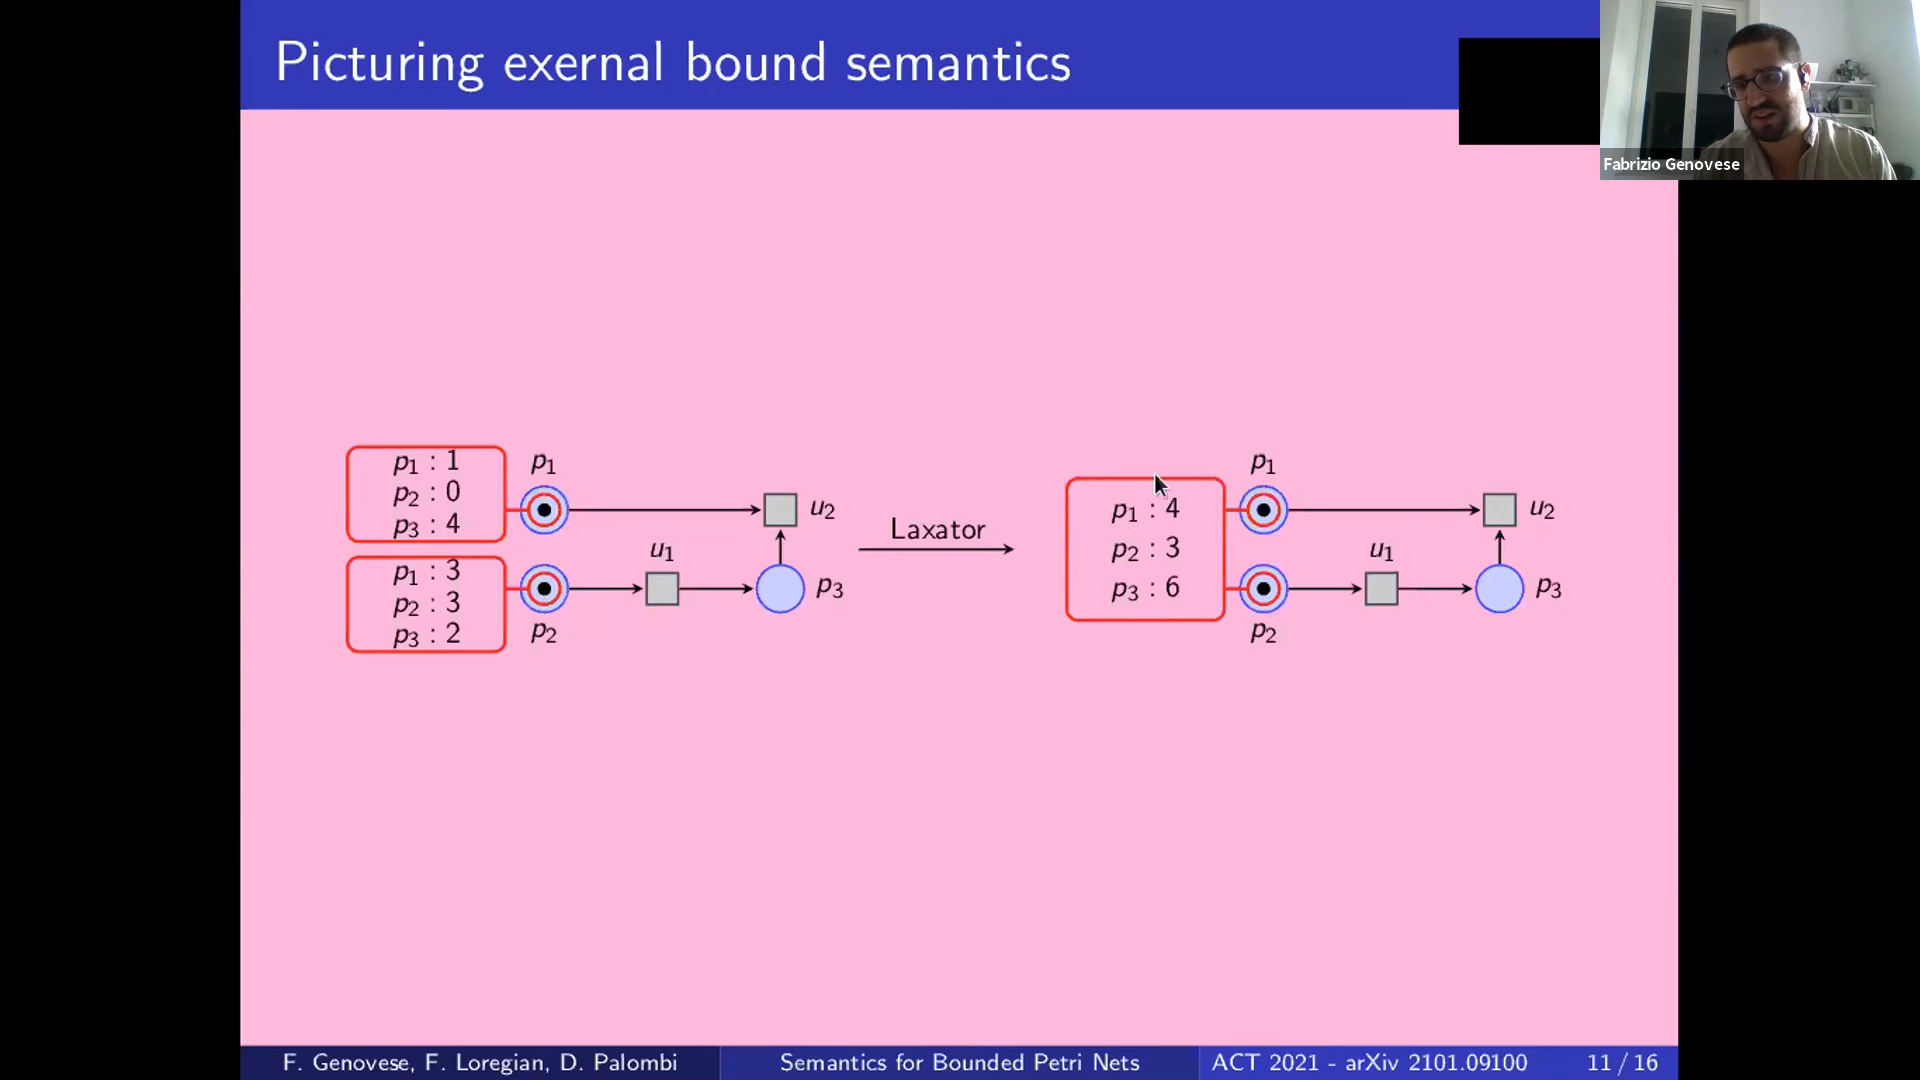 Picturing exernal bound semantics
Fabrizio Genovese
p1 : 1
p2 : 0
p3 : 4
p1
u2
p1 : 3
p2 : 3
p3 : 2
p2
u1
p3
Laxator
p1 : 4
p2 : 3
p3 : 6
p1
u2
u1
p2
p3
F. Genovese, F. Loregian, D. Palombi
Semantics for Bounded Petri Nets
ACT 2021 - arXiv 2101.09100
11 / 16